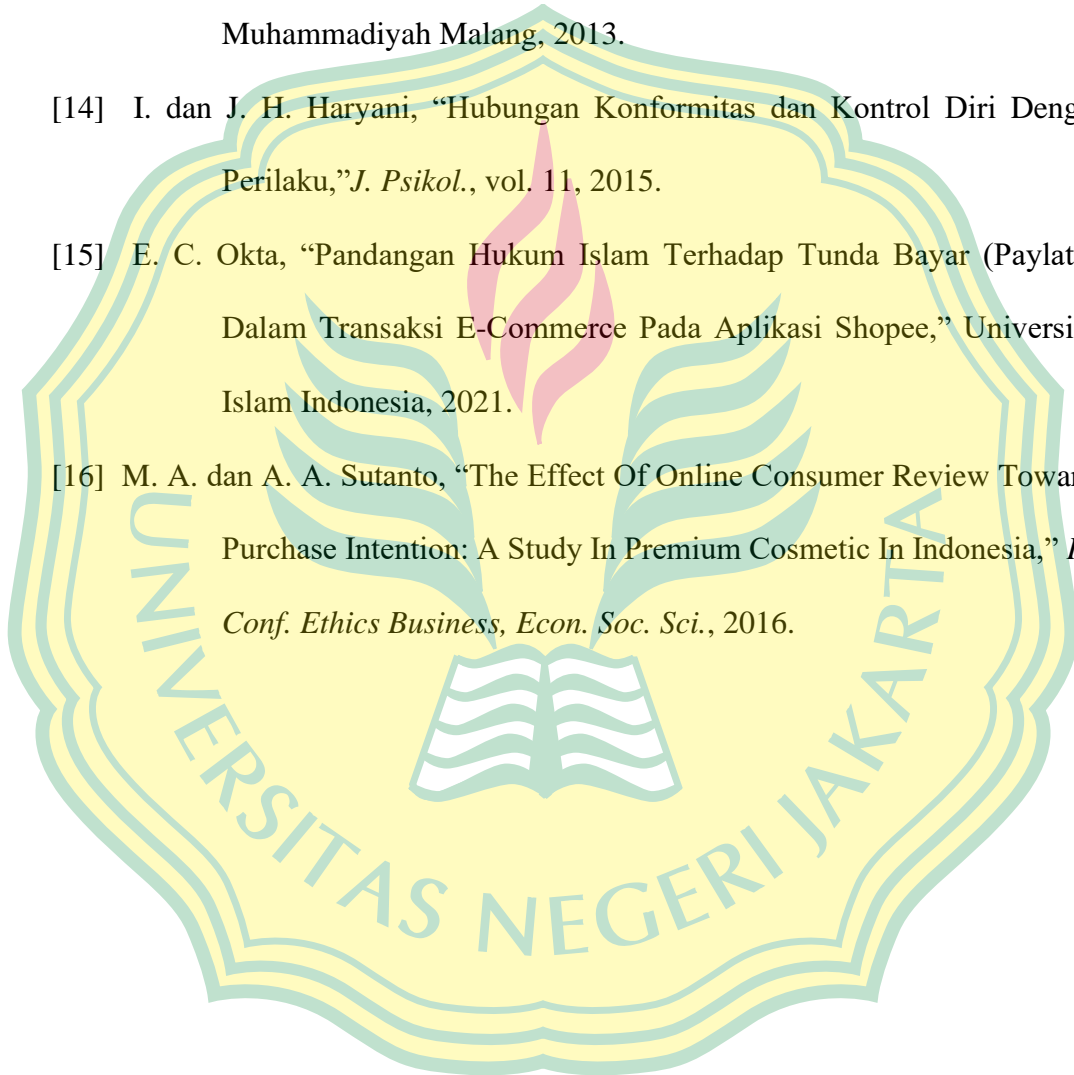 Muhammadiyah Malang, 2013.
[14] I. dan J. H. Haryani, “Hubungan Konformitas dan Kontrol Diri Deng
Perilaku,”J. Psikol., vol. 11, 2015.
[15] E. C. Okta, “Pandangan Hukum Islam Terhadap Tunda Bayar (Paylat
Dalam Transaksi E-Commerce Pada Aplikasi Shopee,” Universi
Islam Indonesia, 2021.
[16] M. A. dan A. A. Sutanto, “The Effect Of Online Consumer Review Towar
Purchase Intention: A Study In Premium Cosmetic In Indonesia,”
Conf. Ethics Business, Econ. Soc. Sci., 2016.
UNIVERSITAS NEGERI JAKARTA